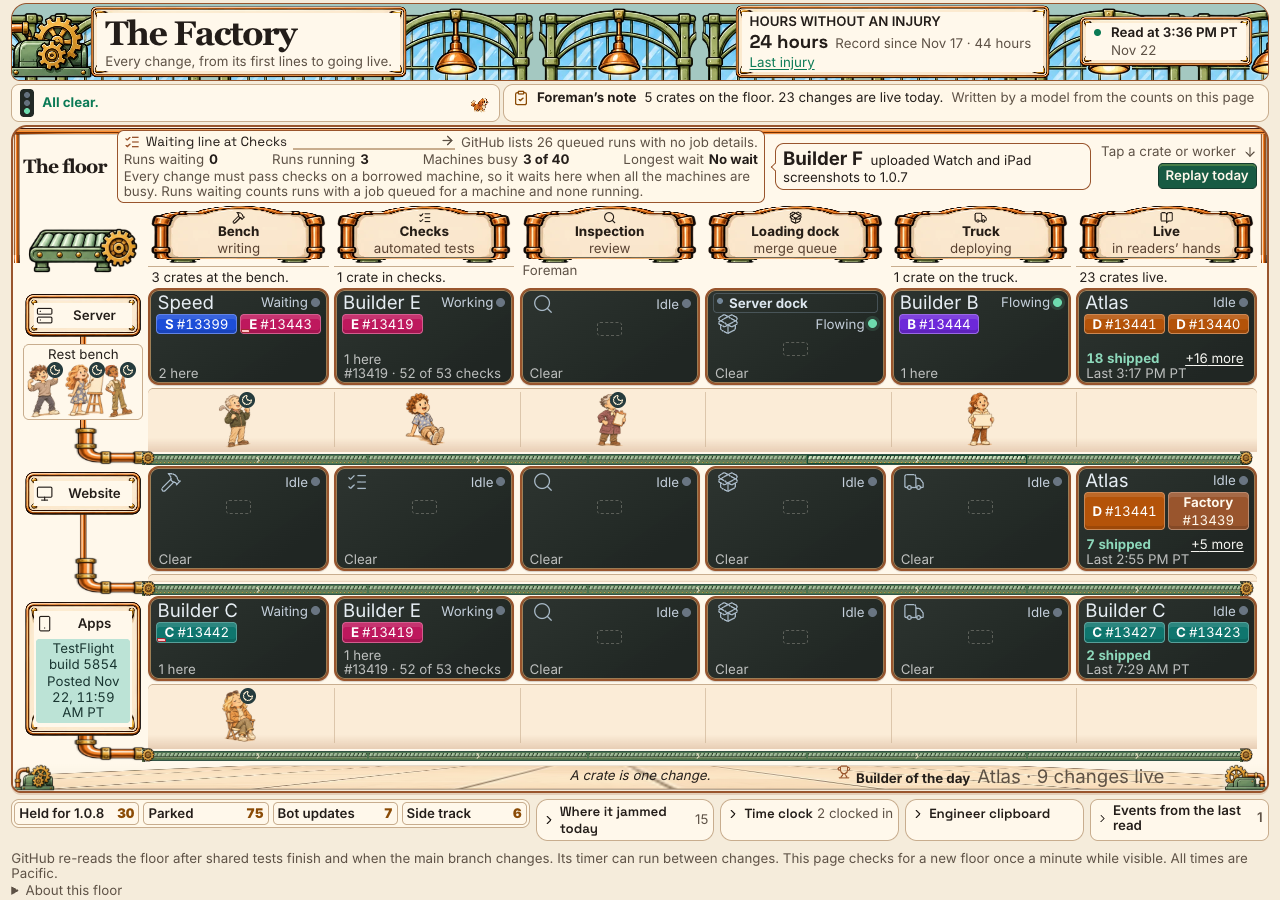 The Factory
Every change, from its first lines to going live.
HOURS WITHOUT AN INJURY
24 hours Record since Nov 17 · 44 hours
Last injury
Read at 3:36 PM PT
Nov 22
All clear.
Foreman's note 5 crates on the floor. 23 changes are live today. Written by a model from the counts on this page
The floor
Waiting line at Checks → GitHub lists 26 queued runs with no job details.
Runs waiting 0 Runs running 3 Machines busy 3 of 40 Longest wait No wait
Every change must pass checks on a borrowed machine, so it waits here when all the machines are
busy. Runs waiting counts runs with a job queued for a machine and none running.
Builder F uploaded Watch and iPad
screenshots to 1.0.7
Tap a crate or worker ↓
Replay today
Bench
writing
Checks
automated tests
Inspection
review
Loading dock
merge queue
Truck
deploying
Live
in readers' hands
3 crates at the bench.
1 crate in checks.
Foreman
1 crate on the truck.
23 crates live.
Server
Rest bench
Speed Waiting
S #13399 E #13443
2 here
Builder E Working
E #13419
1 here
#13419 · 52 of 53 checks
Idle
Clear
Server dock
Flowing
Clear
Builder B Flowing
B #13444
1 here
Atlas Idle
D #13441 D #13440
18 shipped +16 more
Last 3:17 PM PT
Website
Idle
Clear
Idle
Clear
Idle
Clear
Idle
Clear
Idle
Clear
Atlas Idle
D #13441 Factory #13439
7 shipped +5 more
Last 2:55 PM PT
Apps
TestFlight
build 5854
Posted Nov
22, 11:59
AM PT
Builder C Waiting
C #13442
1 here
Builder E Working
E #13419
1 here
#13419 · 52 of 53 checks
Idle
Clear
Idle
Clear
Idle
Clear
Builder C Idle
C #13427 C #13423
2 shipped
Last 7:29 AM PT
A crate is one change.
Builder of the day Atlas · 9 changes live
Held for 1.0.8 30
Parked 75
Bot updates 7
Side track 6
Where it jammed today 15
Time clock 2 clocked in
Engineer clipboard
Events from the last read 1
GitHub re-reads the floor after shared tests finish and when the main branch changes. Its timer can run between changes. This page checks for a new floor once a minute while visible. All times are
Pacific.
About this floor